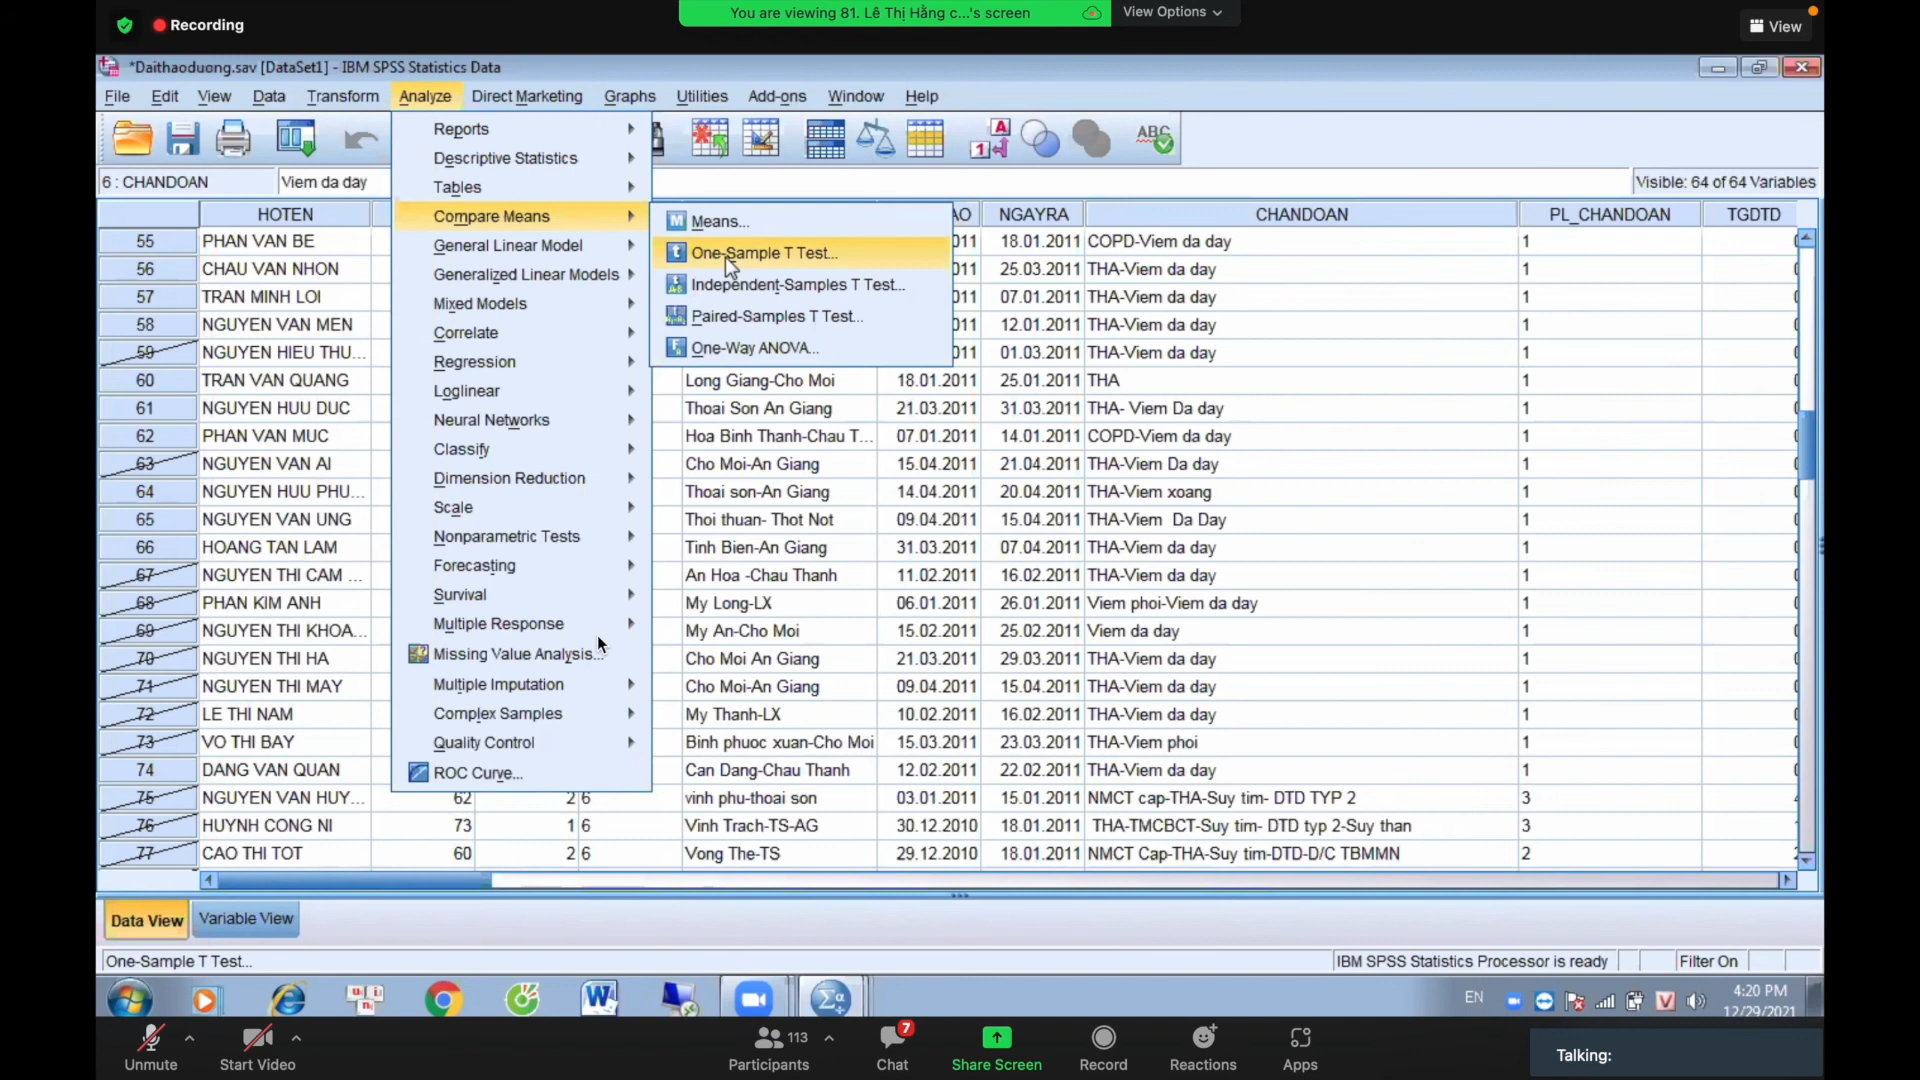 Recording
You are viewing 81. Lê Thị Hằng c...'s screen
View Options
View
*Daithaoduong.sav [DataSet1] - IBM SPSS Statistics Data
File Edit View Data Transform Analyze Direct Marketing Graphs Utilities Add-ons Window Help
6 : CHANDOAN Viem da day Visible: 64 of 64 Variables
Reports
Descriptive Statistics
Tables
Compare Means
General Linear Model
Generalized Linear Models
Mixed Models
Correlate
Regression
Loglinear
Neural Networks
Classify
Dimension Reduction
Scale
Nonparametric Tests
Forecasting
Survival
Multiple Response
Missing Value Analysis...
Multiple Imputation
Complex Samples
Quality Control
ROC Curve...
Means...
One-Sample T Test...
Independent-Samples T Test...
Paired-Samples T Test...
One-Way ANOVA...
HOTEN NGAYRA CHANDOAN PL_CHANDOAN TGDTD
55 PHAN VAN BE 18.01.2011 COPD-Viem da day 1
56 CHAU VAN NHON 25.03.2011 THA-Viem da day 1
57 TRAN MINH LOI 07.01.2011 THA-Viem da day 1
58 NGUYEN VAN MEN 12.01.2011 THA-Viem da day 1
59 NGUYEN HIEU THU... 01.03.2011 THA-Viem da day 1
60 TRAN VAN QUANG Long Giang-Cho Moi 18.01.2011 25.01.2011 THA 1
61 NGUYEN HUU DUC Thoai Son An Giang 21.03.2011 31.03.2011 THA- Viem Da day 1
62 PHAN VAN MUC Hoa Binh Thanh-Chau T... 07.01.2011 14.01.2011 COPD-Viem da day 1
63 NGUYEN VAN AI Cho Moi-An Giang 15.04.2011 21.04.2011 THA-Viem Da day 1
64 NGUYEN HUU PHU... Thoai son-An Giang 14.04.2011 20.04.2011 THA-Viem xoang 1
65 NGUYEN VAN UNG Thoi thuan- Thot Not 09.04.2011 15.04.2011 THA-Viem Da Day 1
66 HOANG TAN LAM Tinh Bien-An Giang 31.03.2011 07.04.2011 THA-Viem da day 1
67 NGUYEN THI CAM ... An Hoa -Chau Thanh 11.02.2011 16.02.2011 THA-Viem da day 1
68 PHAN KIM ANH My Long-LX 06.01.2011 26.01.2011 Viem phoi-Viem da day 1
69 NGUYEN THI KHOA... My An-Cho Moi 15.02.2011 25.02.2011 Viem da day 1
70 NGUYEN THI HA Cho Moi An Giang 21.03.2011 29.03.2011 THA-Viem da day 1
71 NGUYEN THI MAY Cho Moi-An Giang 09.04.2011 15.04.2011 THA-Viem da day 1
72 LE THI NAM My Thanh-LX 10.02.2011 16.02.2011 THA-Viem da day 1
73 VO THI BAY Binh phuoc xuan-Cho Moi 15.03.2011 23.03.2011 THA-Viem phoi 1
74 DANG VAN QUAN Can Dang-Chau Thanh 12.02.2011 22.02.2011 THA-Viem da day 1
75 NGUYEN VAN HUY... 62 2 6 vinh phu-thoai son 03.01.2011 15.01.2011 NMCT cap-THA-Suy tim- DTD TYP 2 3
76 HUYNH CONG NI 73 1 6 Vinh Trach-TS-AG 30.12.2010 18.01.2011 THA-TMCBCT-Suy tim- DTD typ 2-Suy than 3
77 CAO THI TOT 60 2 6 Vong The-TS 29.12.2010 18.01.2011 NMCT Cap-THA-Suy tim-DTD-D/C TBMMN 2
Data View Variable View
One-Sample T Test... IBM SPSS Statistics Processor is ready Filter On
EN 4:20 PM
12/29/2021
Unmute Start Video Participants 113 Chat 7 Share Screen Record Reactions Apps
Talking: